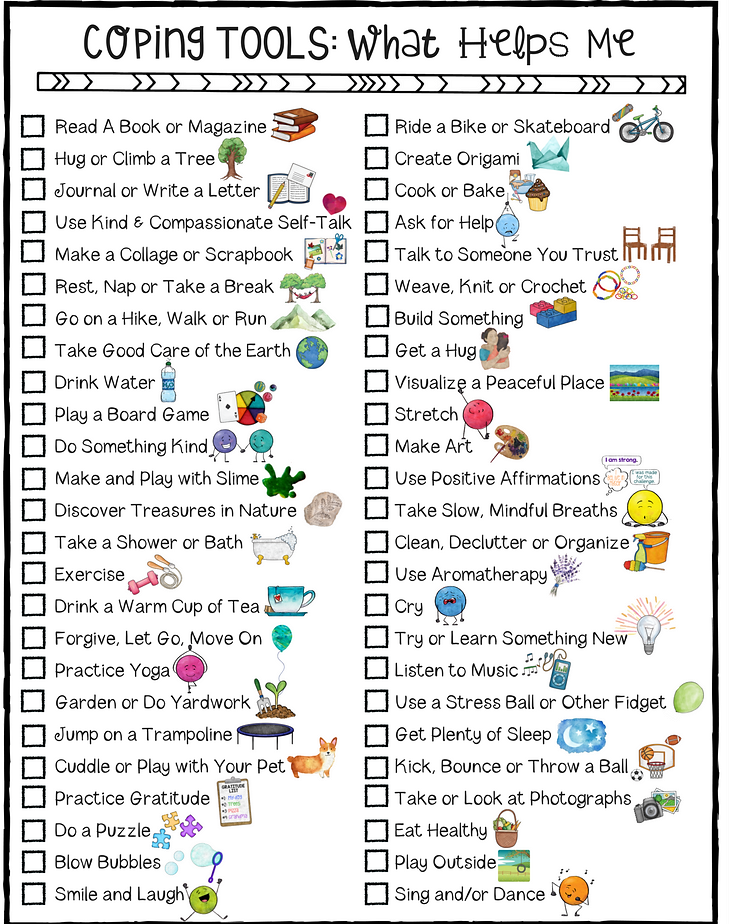 COPING TOOLS: What Helps Me
Read A Book or Magazine
Hug or Climb a Tree
Journal or Write a Letter
Use Kind & Compassionate Self-Talk
Make a Collage or Scrapbook
Rest, Nap or Take a Break
Go on a Hike, Walk or Run
Take Good Care of the Earth
Drink Water
Play a Board Game
Do Something Kind
Make and Play with Slime
Discover Treasures in Nature
Take a Shower or Bath
Exercise
Drink a Warm Cup of Tea
Forgive, Let Go, Move On
Practice Yoga
Garden or Do Yardwork
Jump on a Trampoline
Cuddle or Play with Your Pet
Practice Gratitude
GRATITUDE
LIST
Do a Puzzle
Blow Bubbles
Smile and Laugh
Ride a Bike or Skateboard
Create Origami
Cook or Bake
Ask for Help
Talk to Someone You Trust
Weave, Knit or Crochet
Build Something
Get a Hug
Visualize a Peaceful Place
Stretch
Make Art
Use Positive Affirmations
I am strong.
I was made
for this
challenge.
Take Slow, Mindful Breaths
Clean, Declutter or Organize
Use Aromatherapy
Cry
Try or Learn Something New
Listen to Music
Use a Stress Ball or Other Fidget
Get Plenty of Sleep
Kick, Bounce or Throw a Ball
Take or Look at Photographs
Eat Healthy
Play Outside
Sing and/or Dance